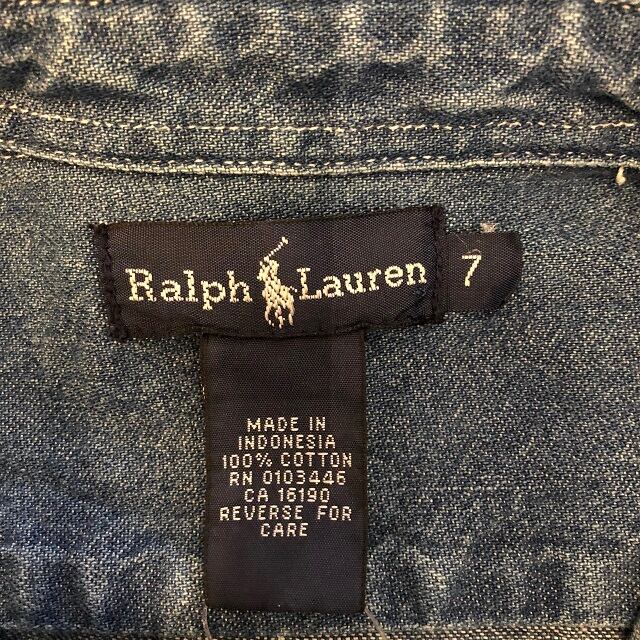 Ralph Lauren 7
MADE IN
INDONESIA
100% COTTON
RN 0103446
CA 16190
REVERSE FOR
CARE